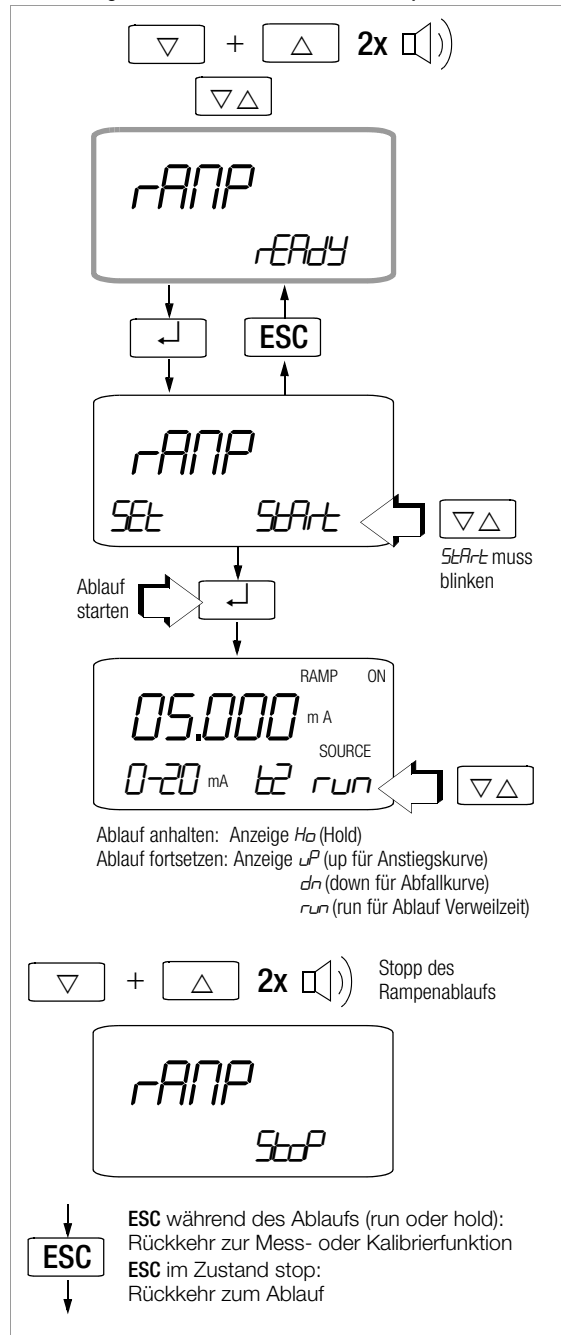 ▽ + △ 2x
▽△
rAMP
rEAdY
↵ ESC
rAMP
SEt StArt ▽△
StArt muss
blinken
Ablauf
starten ↵
RAMP ON
05.000 m A
SOURCE
0-20 mA t2 run ▽△
Ablauf anhalten: Anzeige Ho (Hold)
Ablauf fortsetzen: Anzeige uP (up für Anstiegskurve)
dn (down für Abfallkurve)
run (run für Ablauf Verweilzeit)
▽ + △ 2x Stopp des
Rampenablaufs
rAMP
StoP
ESC während des Ablaufs (run oder hold):
Rückkehr zur Mess- oder Kalibrierfunktion
ESC
ESC im Zustand stop:
Rückkehr zum Ablauf